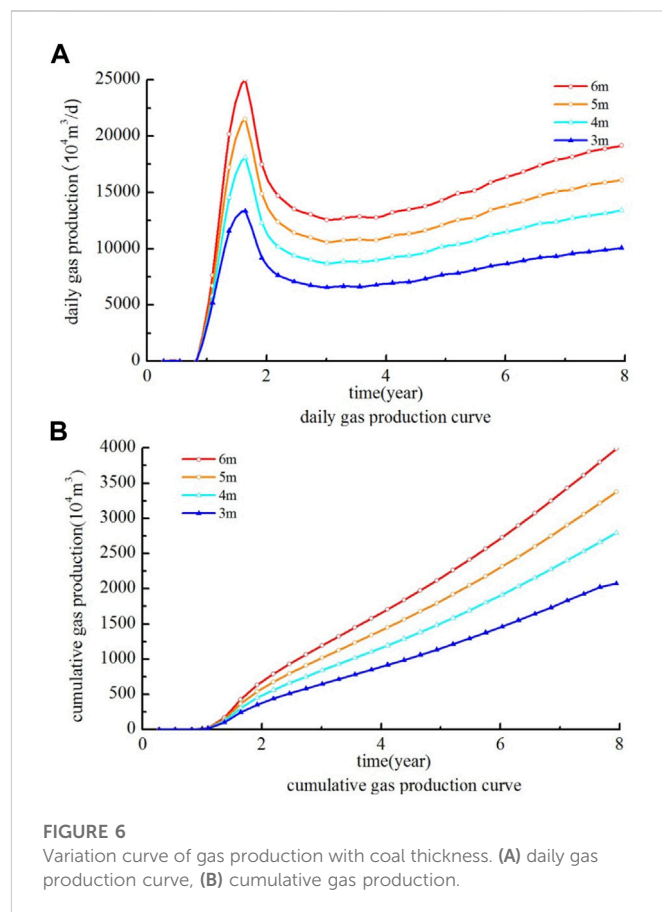 A
25000
20000
15000
10000
5000
0
daily gas production (10⁴m³/d)
6m
5m
4m
3m
0 2 4 6 8
time(year)
daily gas production curve
B
4000
3500
3000
2500
2000
1500
1000
500
0
cumulative gas production(10⁴m³)
6m
5m
4m
3m
0 2 4 6 8
time(year)
cumulative gas production curve
FIGURE 6
Variation curve of gas production with coal thickness. (A) daily gas
production curve, (B) cumulative gas production.